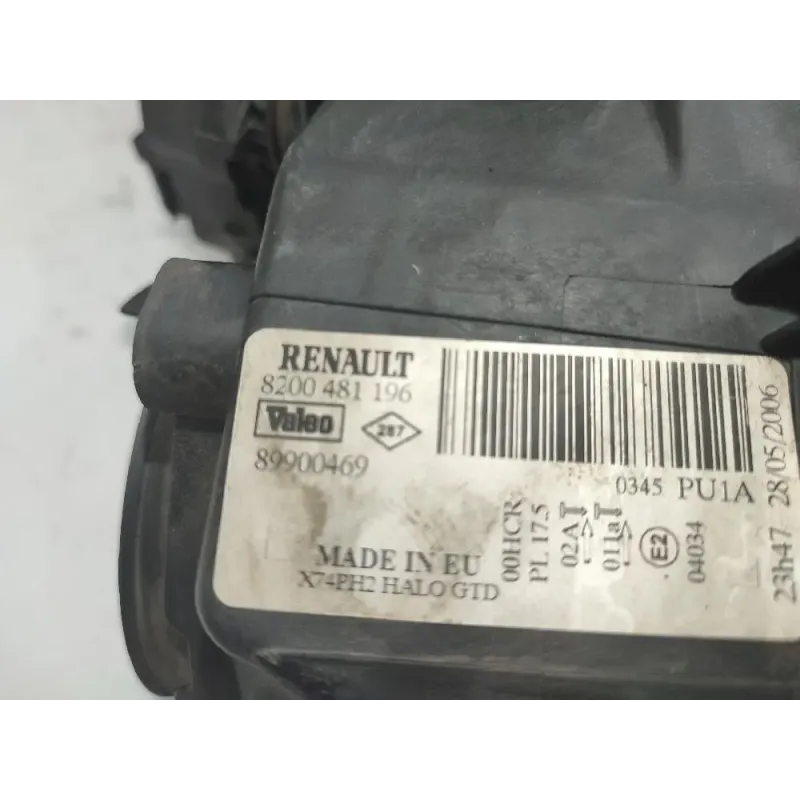 RENAULT
8200 481 196
Valeo
287
89900469
MADE IN EU
X74PH2 HALO GTD
0345 PU1A
00HCR
PL 17.5
02A
011a
E2
04034
23h47 28/05/2006